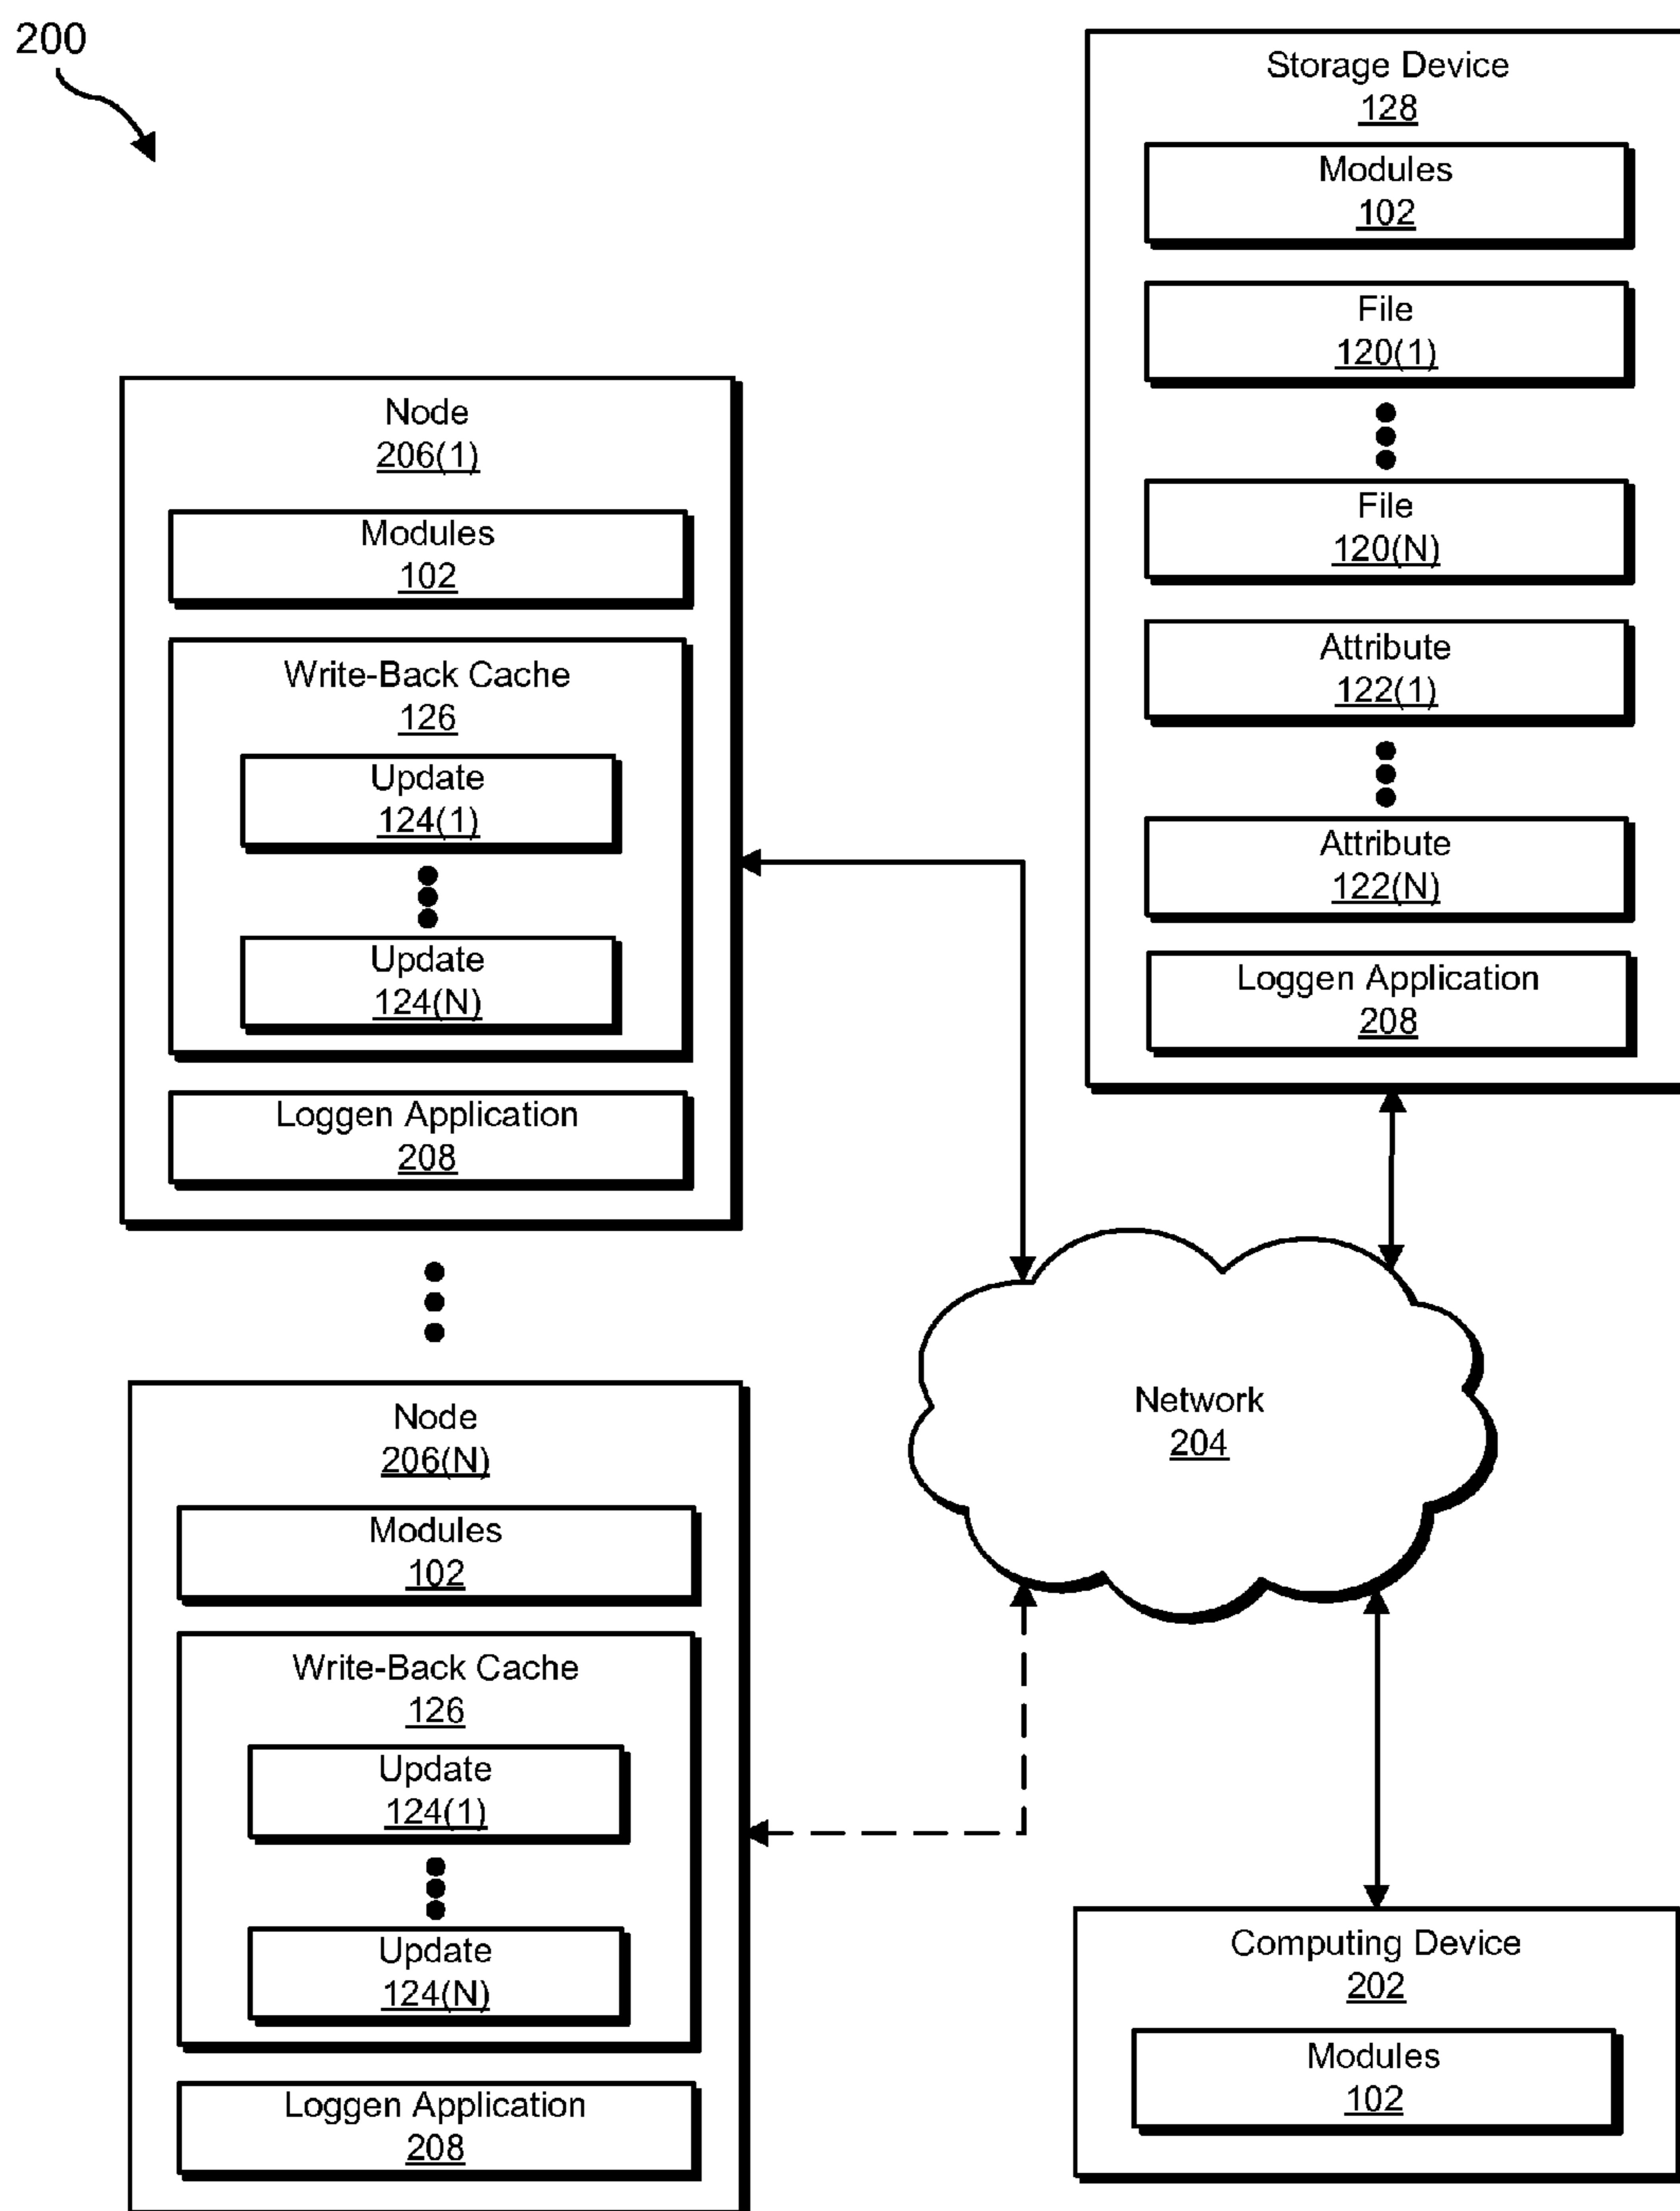 200
Storage Device
128
Modules
102
File
120(1)
File
120(N)
Attribute
122(1)
Attribute
122(N)
Loggen Application
208
Node
206(1)
Modules
102
Write-Back Cache
126
Update
124(1)
Update
124(N)
Loggen Application
208
Network
204
Node
206(N)
Modules
102
Write-Back Cache
126
Update
124(1)
Update
124(N)
Loggen Application
208
Computing Device
202
Modules
102